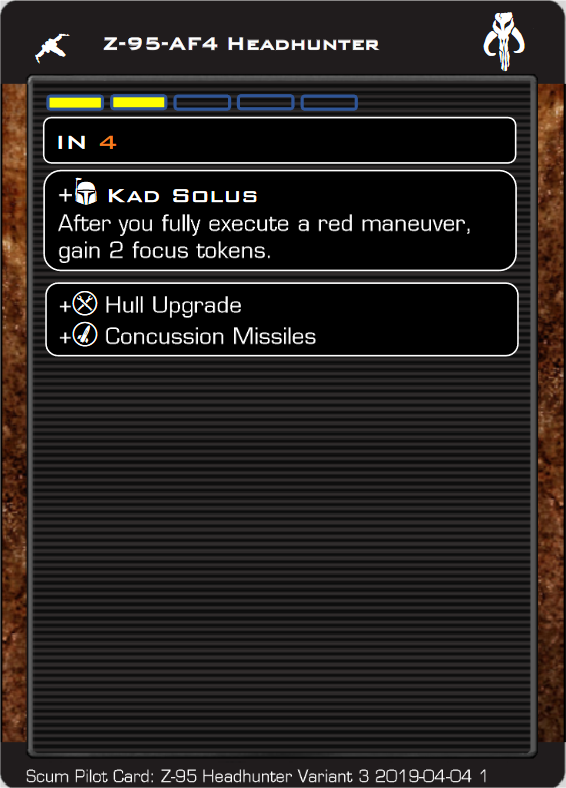 Z-95-AF4 Headhunter
IN 4
+ Kad Solus
After you fully execute a red maneuver,
gain 2 focus tokens.
+ Hull Upgrade
+ Concussion Missiles
Scum Pilot Card: Z-95 Headhunter Variant 3 2019-04-04 1